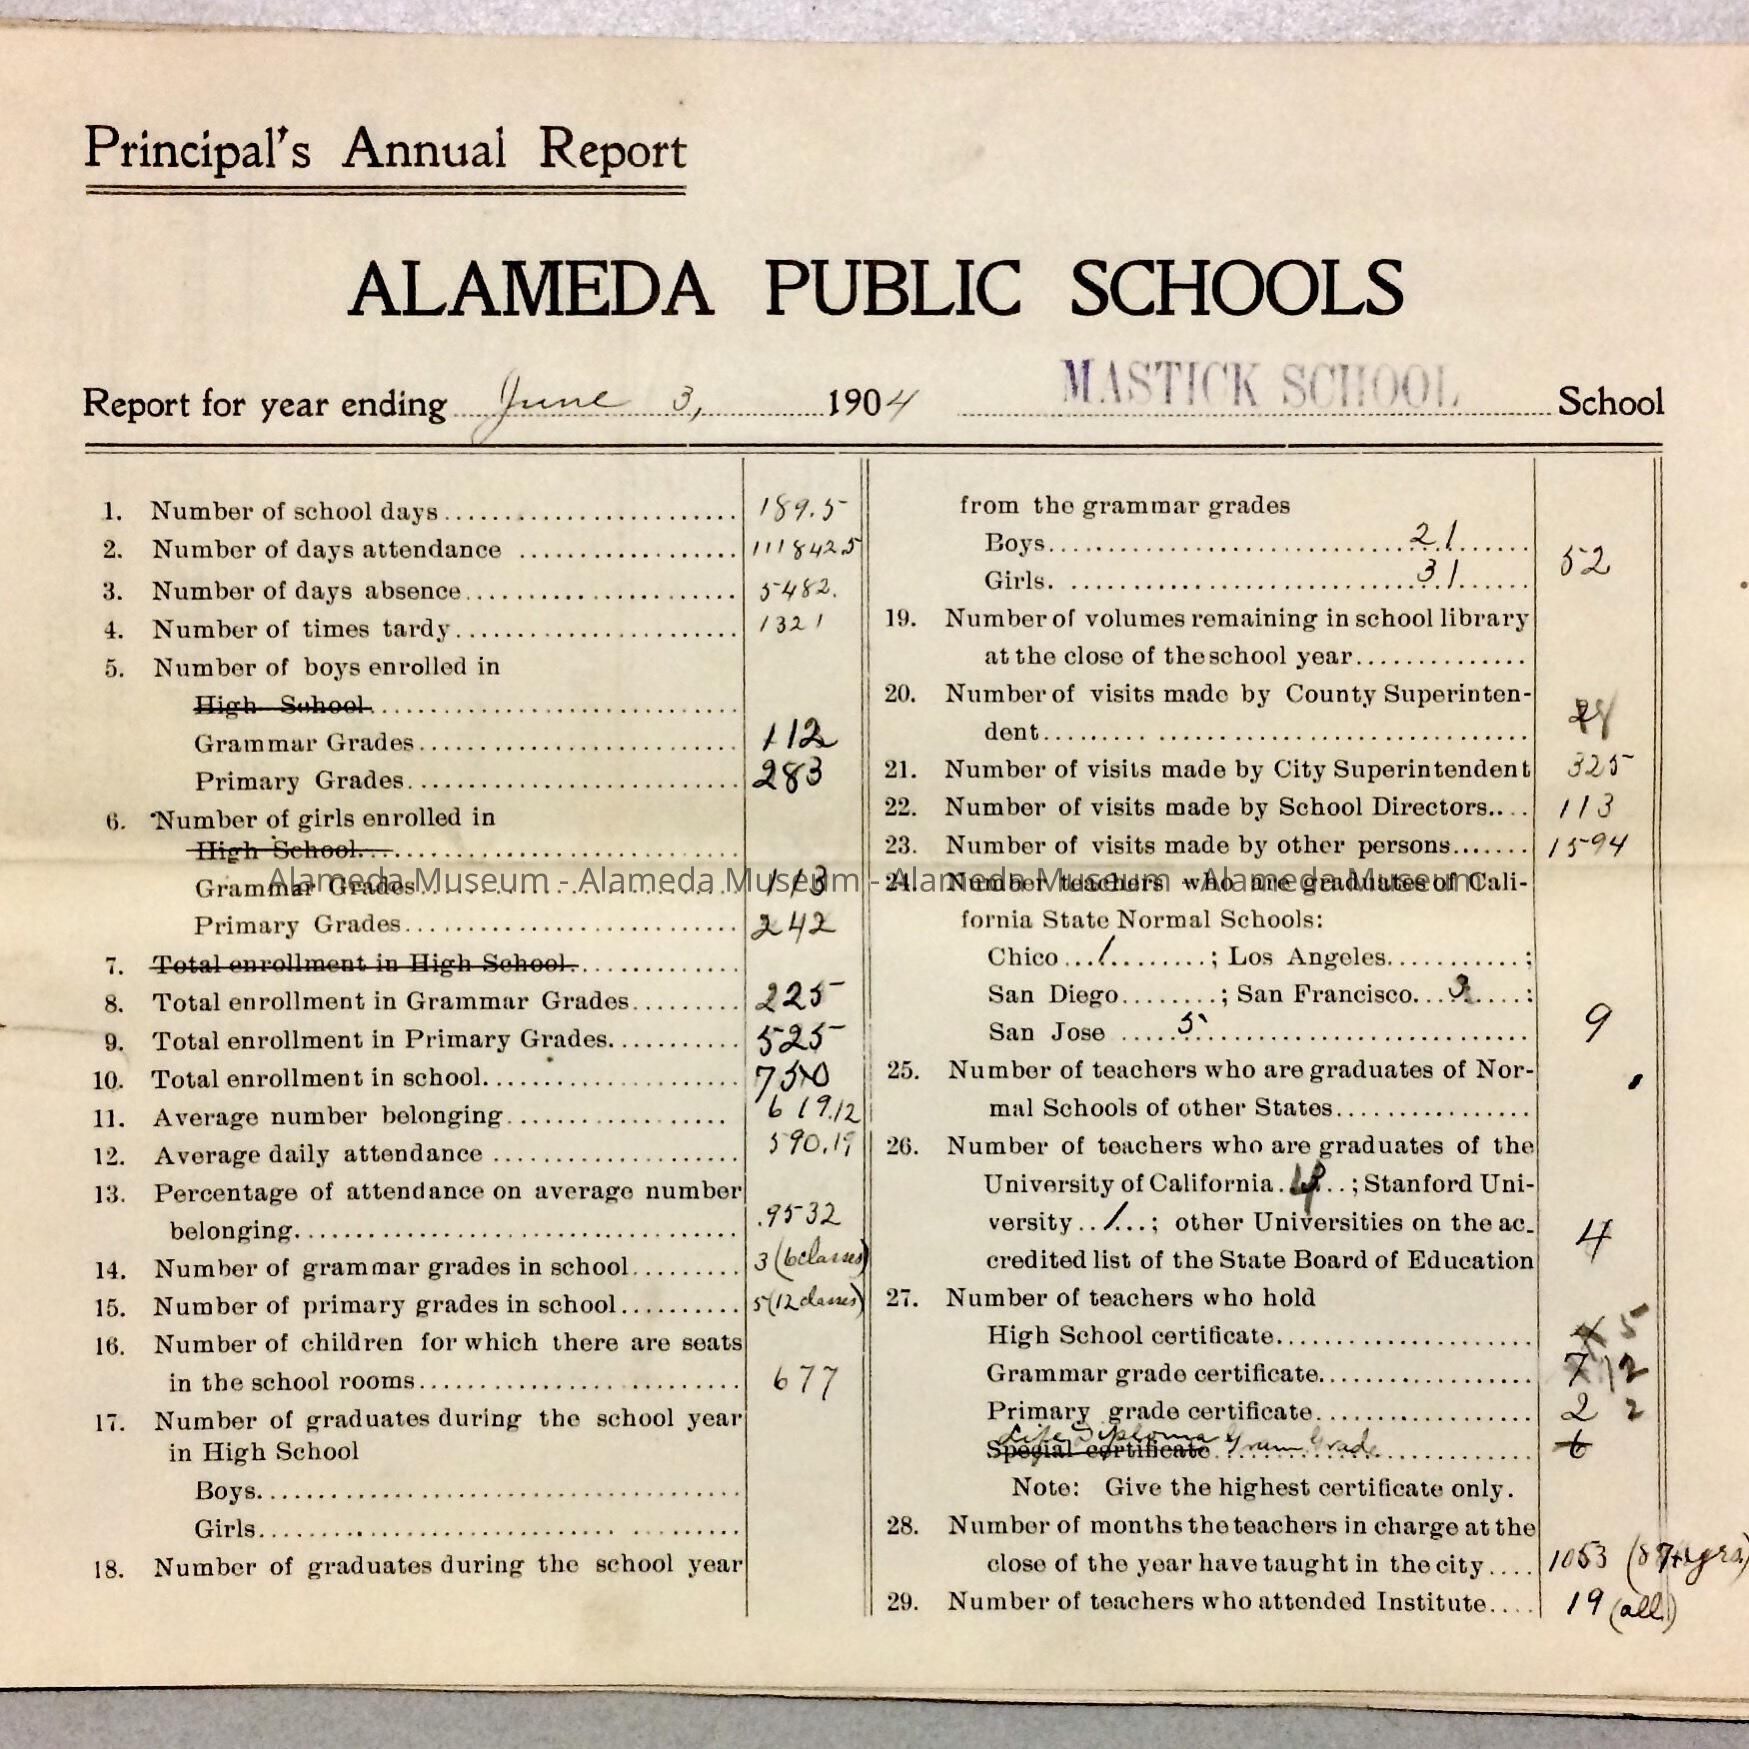 Principal's Annual Report
ALAMEDA PUBLIC SCHOOLS
Report for year ending June 3, 1904 MASTICK SCHOOL School
1. Number of school days 189.5
2. Number of days attendance 111842.5
3. Number of days absence 5482.
4. Number of times tardy 1321
5. Number of boys enrolled in
High School
Grammar Grades 112
Primary Grades 283
6. Number of girls enrolled in
High School
Grammar Grades 113
Primary Grades 242
7. Total enrollment in High School
8. Total enrollment in Grammar Grades 225
9. Total enrollment in Primary Grades 525
10. Total enrollment in school 750
11. Average number belonging 619.12
12. Average daily attendance 590.19
13. Percentage of attendance on average number
belonging .9532
14. Number of grammar grades in school 3 (6 classes)
15. Number of primary grades in school 5 (12 classes)
16. Number of children for which there are seats
in the school rooms 677
17. Number of graduates during the school year
in High School
Boys
Girls
18. Number of graduates during the school year
from the grammar grades
Boys 21
Girls 31
52
19. Number of volumes remaining in school library
at the close of the school year
20. Number of visits made by County Superinten-
dent
21. Number of visits made by City Superintendent 325
22. Number of visits made by School Directors 113
23. Number of visits made by other persons 1594
24. Number teachers who are graduates of Cali-
fornia State Normal Schools:
Chico 1; Los Angeles ;
San Diego ; San Francisco 3 :
San Jose 5 9
25. Number of teachers who are graduates of Nor-
mal Schools of other States
26. Number of teachers who are graduates of the
University of California ; Stanford Uni-
versity 1; other Universities on the ac-
credited list of the State Board of Education 4
27. Number of teachers who hold
High School certificate 5
Grammar grade certificate 7 12
Primary grade certificate 2 2
Life Diploma Gram Grade
Special certificate 6
Note: Give the highest certificate only.
28. Number of months the teachers in charge at the
close of the year have taught in the city 1053
29. Number of teachers who attended Institute 19 (all)
Alameda Museum - Alameda Museum - Alameda Museum - Alameda Museum